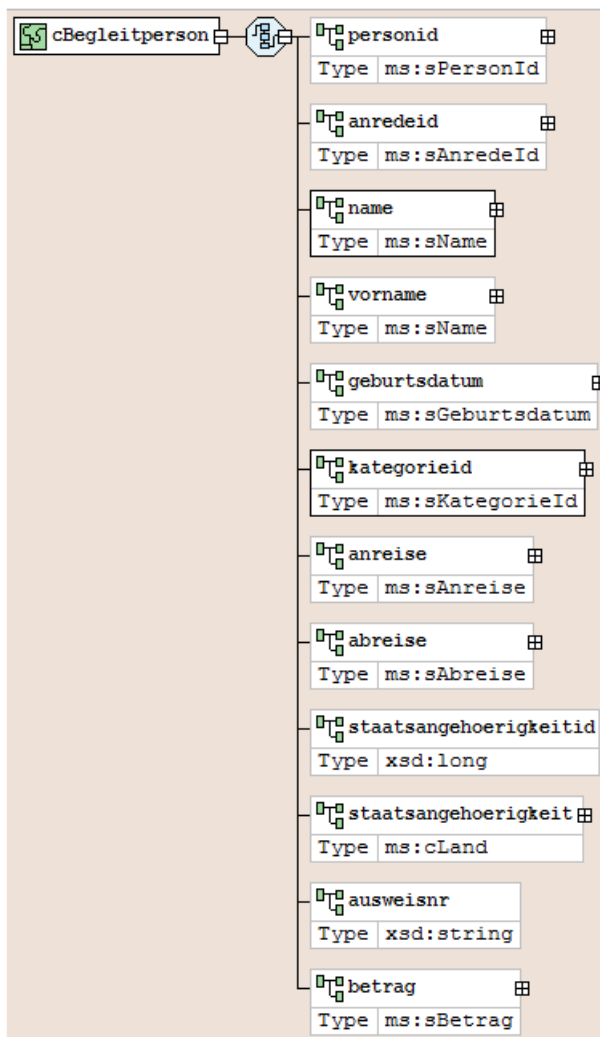 cBegleitperson
personid
Type ms:sPersonId
anredeid
Type ms:sAnredeId
name
Type ms:sName
vorname
Type ms:sName
geburtsdatum
Type ms:sGeburtsdatum
kategorieid
Type ms:sKategorieId
anreise
Type ms:sAnreise
abreise
Type ms:sAbreise
staatsangehoerigkeitid
Type xsd:long
staatsangehoerigkeit
Type ms:cLand
ausweisnr
Type xsd:string
betrag
Type ms:sBetrag